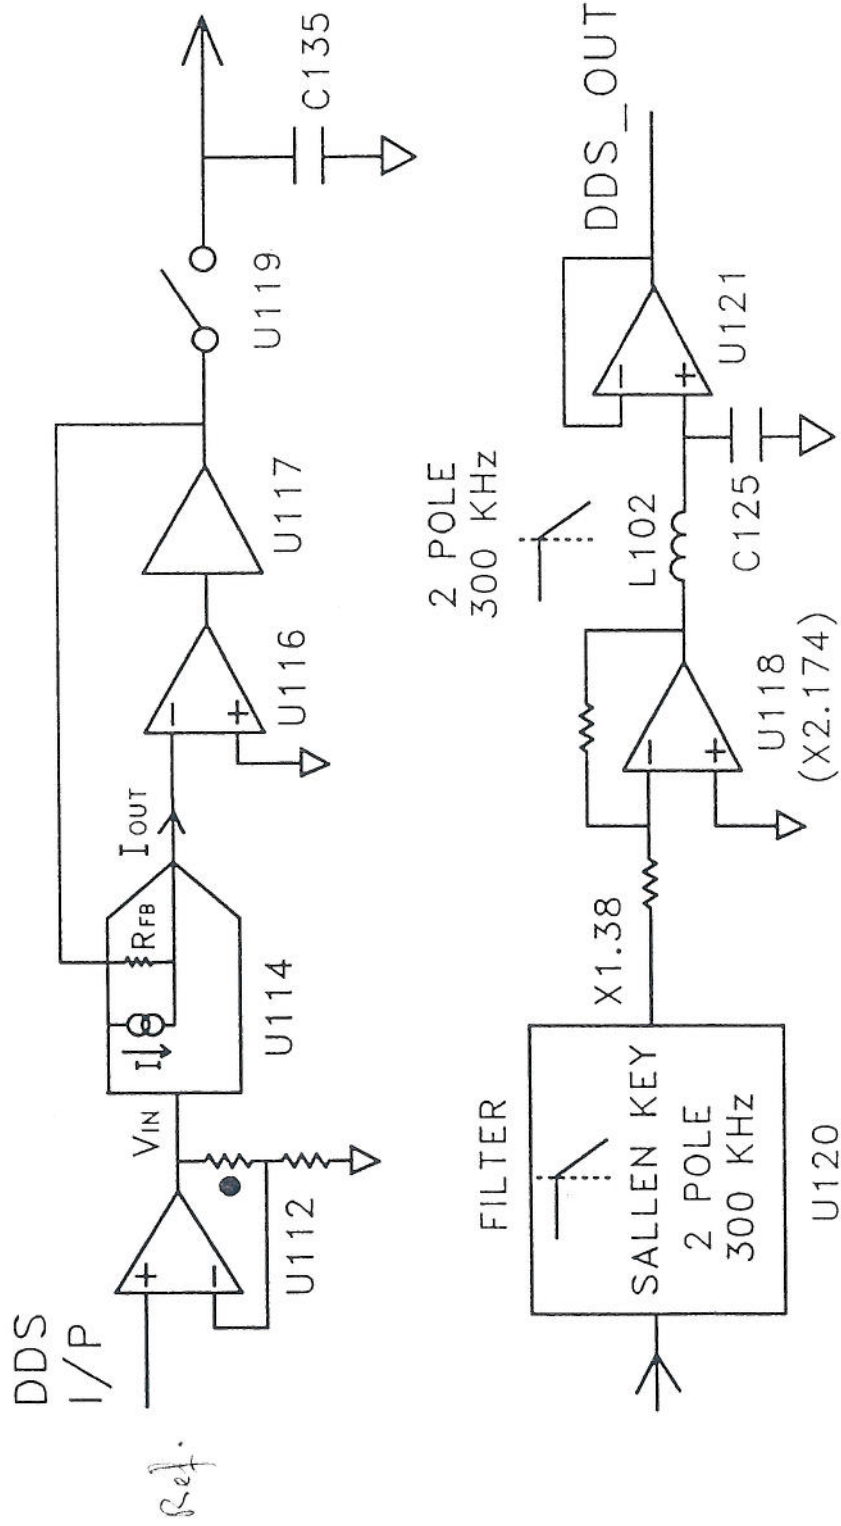 Ref.
DDS
I/P
U112
VIN
I
RFB
U114
IOUT
U116
U117
U119
C135
FILTER
SALLEN KEY
2 POLE
300 KHz
U120
X1.38
U118
(X2.174)
2 POLE
300 KHz
L102
C125
U121
DDS_OUT